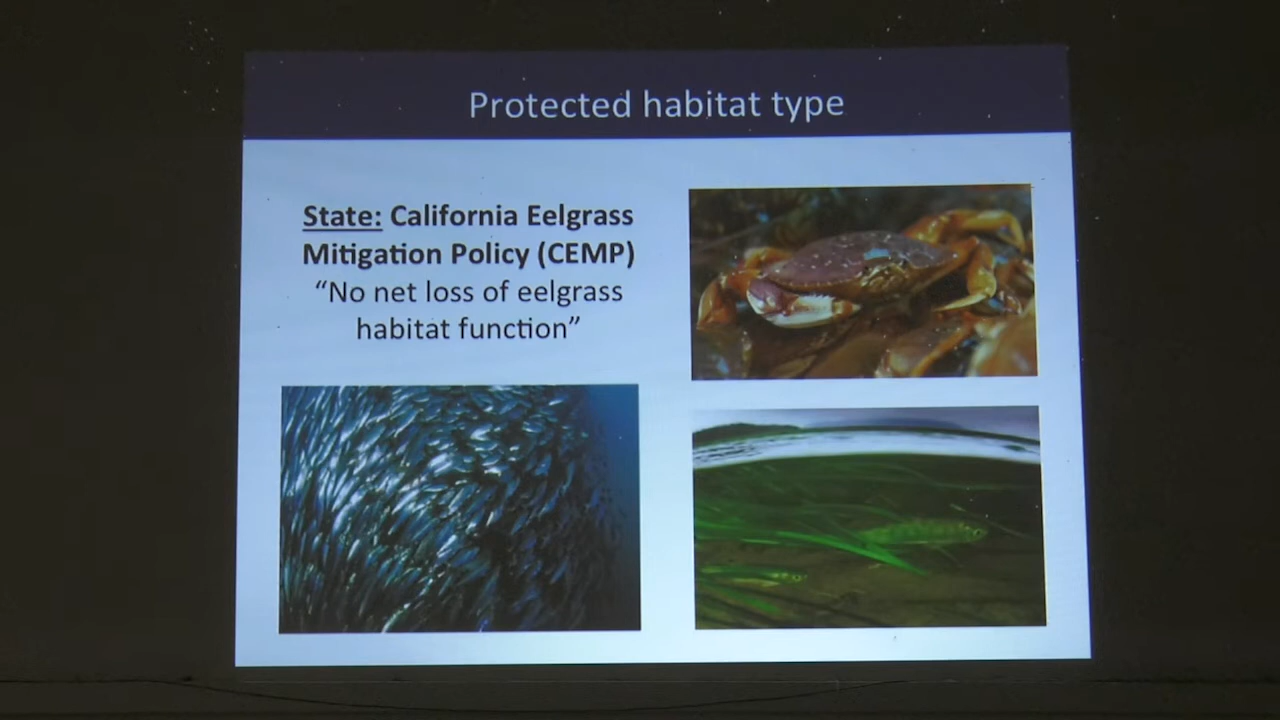 Protected habitat type
State: California Eelgrass
Mitigation Policy (CEMP)
“No net loss of eelgrass
habitat function”